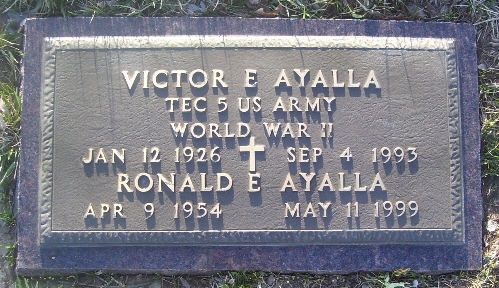 VICTOR E AYALLA
TEC 5 US ARMY
WORLD WAR II
JAN 12 1926 SEP 4 1993
RONALD E AYALLA
APR 9 1954 MAY 11 1999